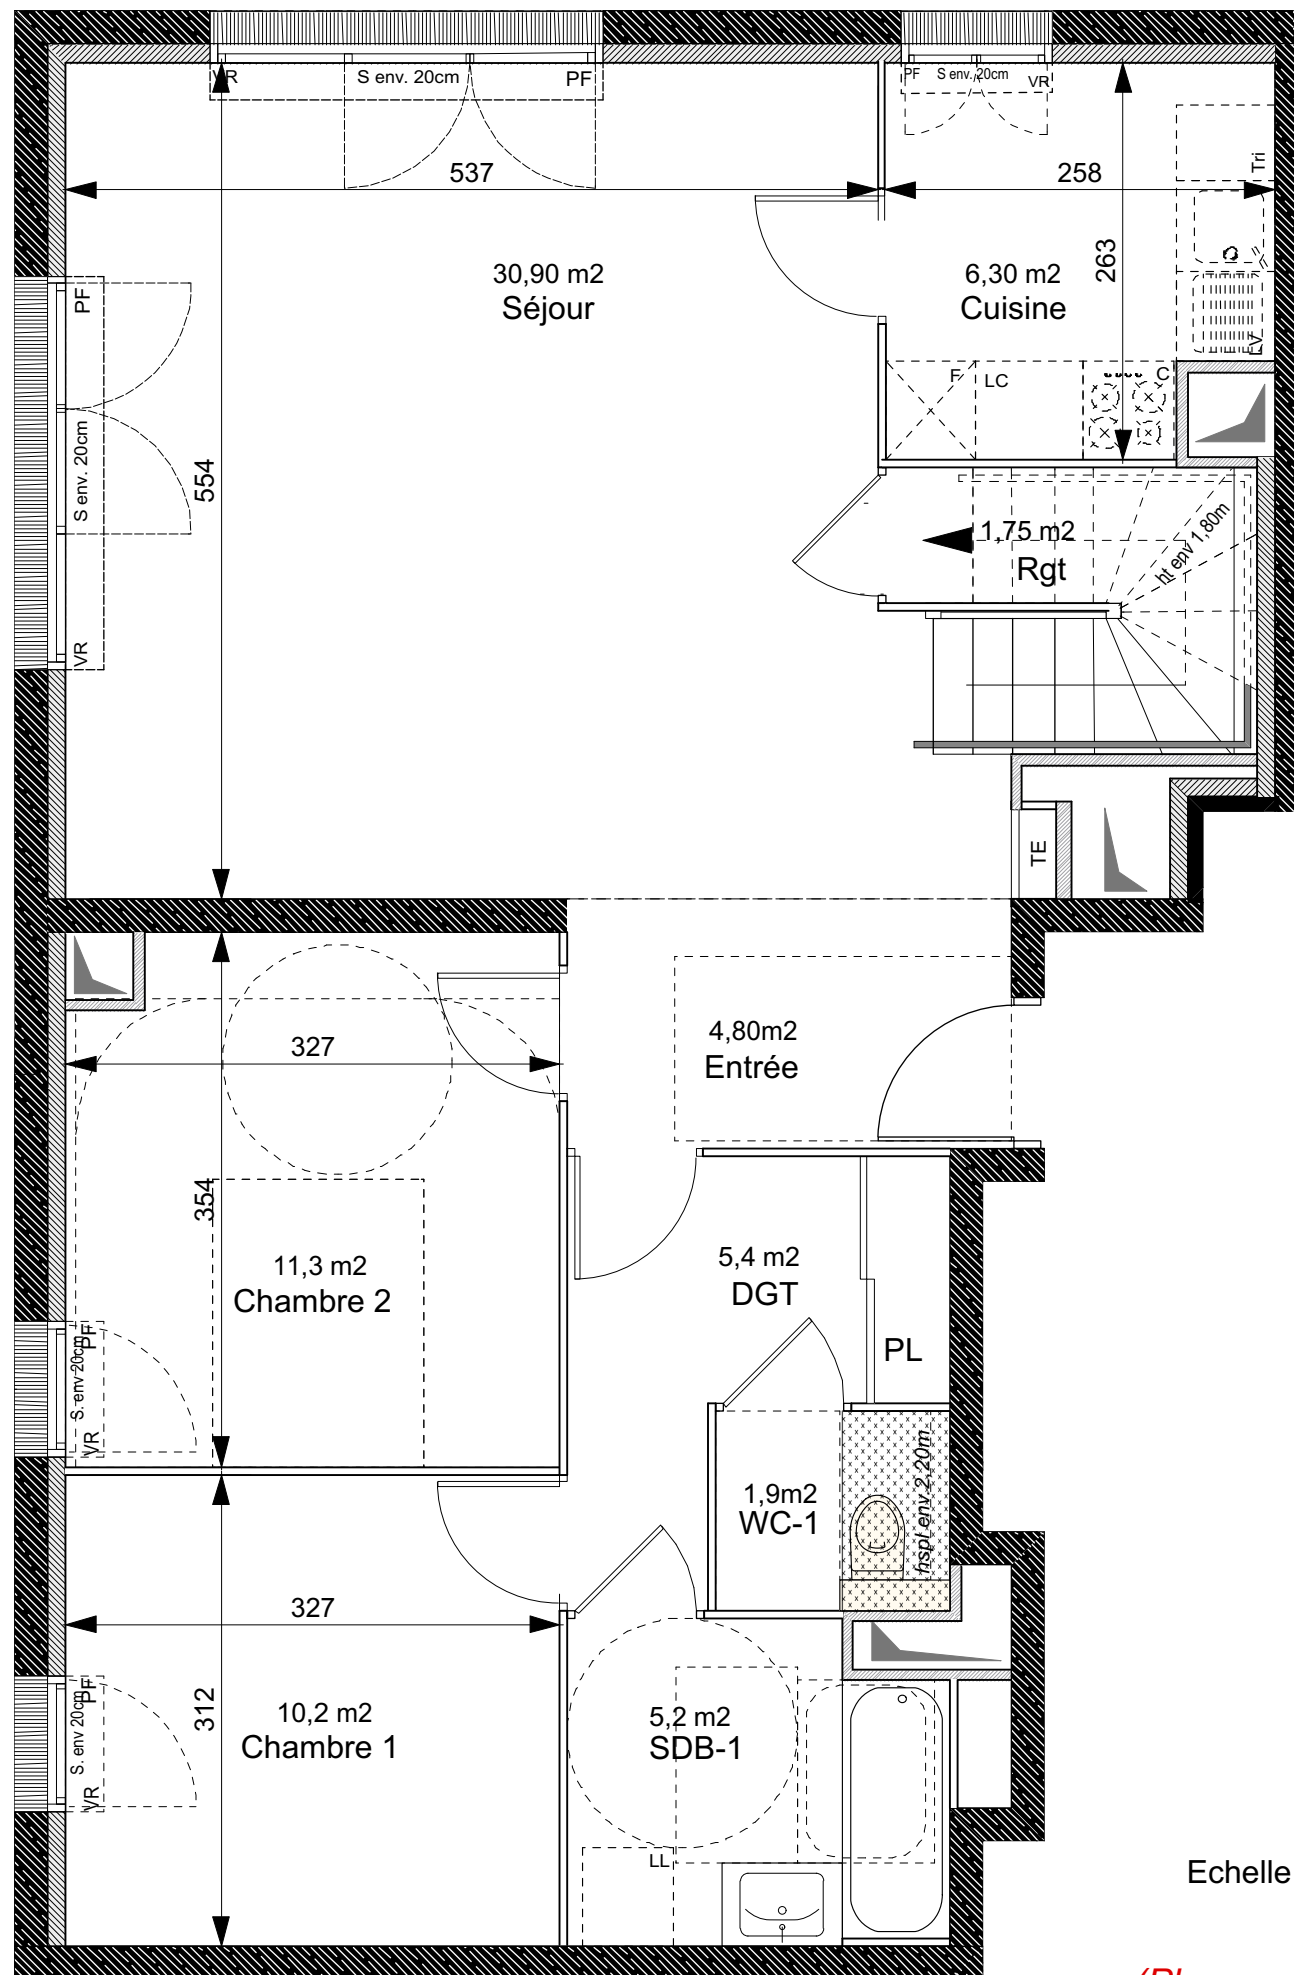 VR
S env. 20cm
PF
PF
S env. 20cm
VR
537
258
Tri
263
30,90 m2
Séjour
6,30 m2
Cuisine
PF
LV
F
LC
C
S env. 20cm
554
1,75 m2
Rgt
ht env 1,80m
VR
TE
4,80m2
Entrée
327
354
5,4 m2
DGT
11,3 m2
Chambre 2
PL
S. env 20cm
PF
VR
1,9m2
WC-1
hspl env 2,20m
327
312
10,2 m2
Chambre 1
5,2 m2
SDB-1
S. env 20cm
PF
VR
LL
Echelle